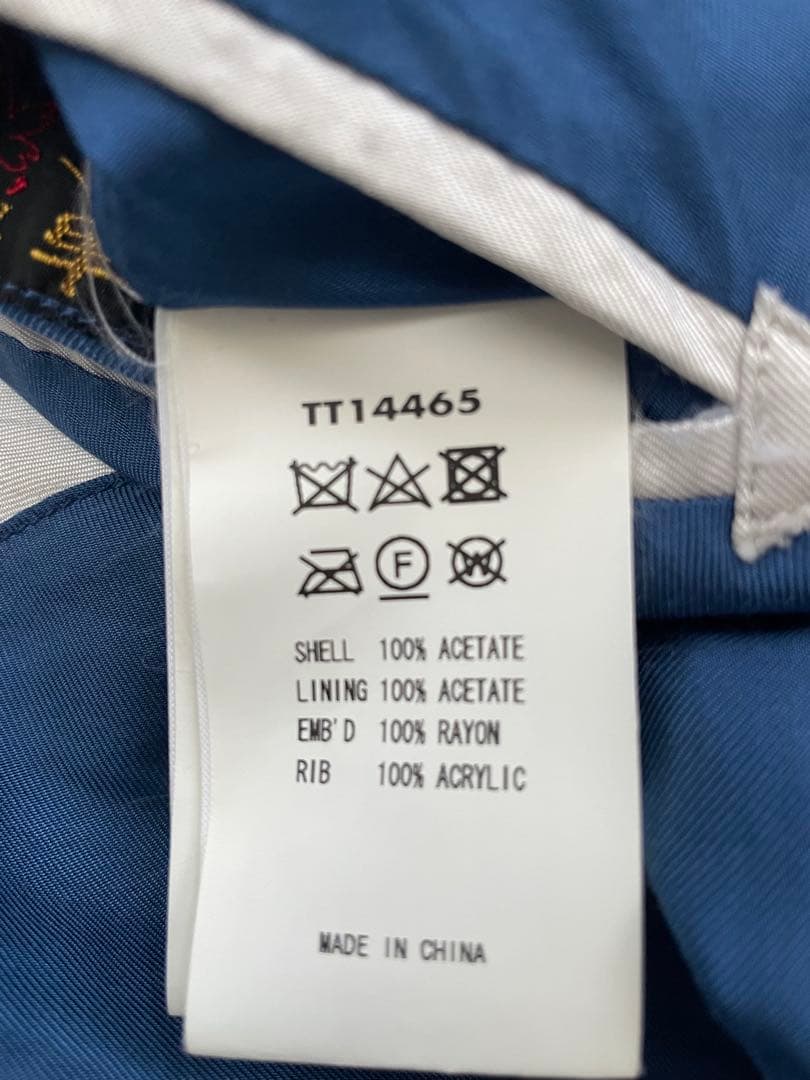 TT14465
F W
SHELL 100% ACETATE
LINING 100% ACETATE
EMB'D 100% RAYON
RIB 100% ACRYLIC
MADE IN CHINA